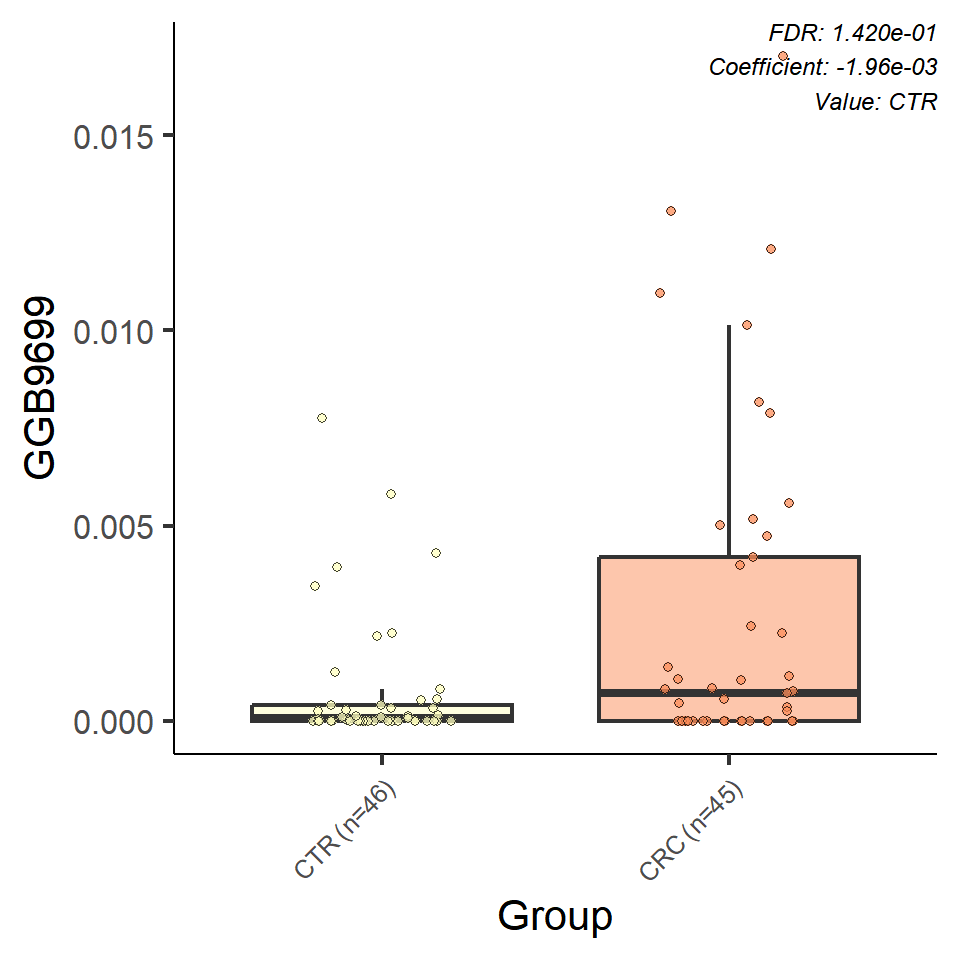 FDR: 1.420e-01
Coefficient: -1.96e-03
Value: CTR
0.015
0.010
0.005
0.000
GGB9699
CTR (n=46)
CRC (n=45)
Group